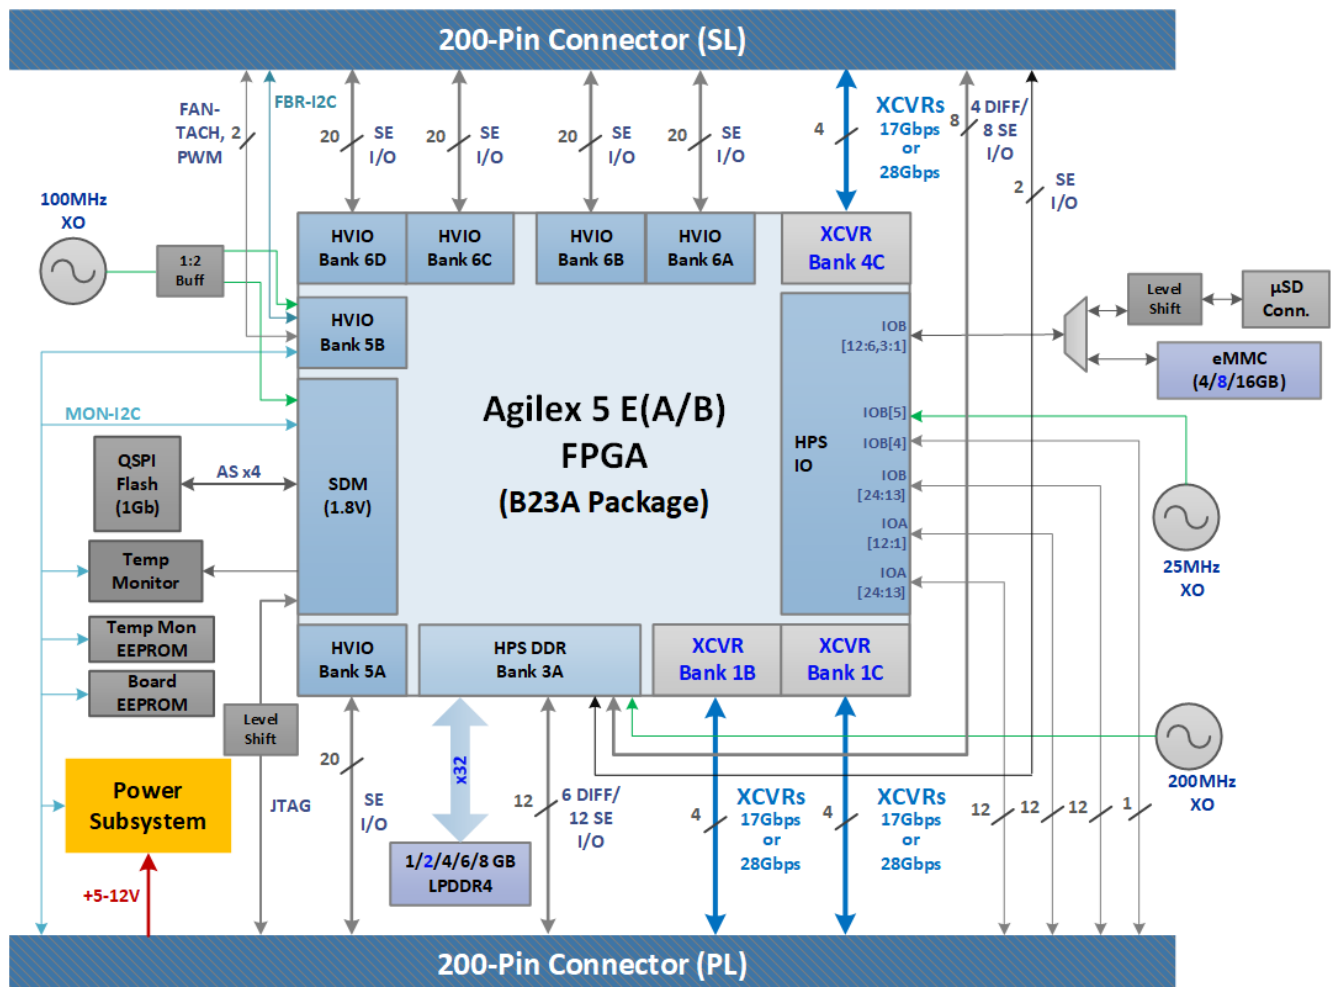 200-Pin Connector (SL)
FAN-
TACH,
PWM
2
FBR-I2C
20
SE
I/O
20
SE
I/O
20
SE
I/O
20
SE
I/O
4
XCVRs
17Gbps
or
28Gbps
8
4 DIFF/
8 SE
I/O
2
SE
I/O
100MHz
XO
1:2
Buff
HVIO
Bank 6D
HVIO
Bank 6C
HVIO
Bank 6B
HVIO
Bank 6A
XCVR
Bank 4C
HVIO
Bank 5B
IOB
[12:6,3:1]
Level
Shift
µSD
Conn.
eMMC
(4/8/16GB)
MON-I2C
QSPI
Flash
(1Gb)
AS x4
SDM
(1.8V)
Agilex 5 E(A/B)
FPGA
(B23A Package)
HPS
IO
IOB[5]
IOB[4]
IOB
[24:13]
IOA
[12:1]
IOA
[24:13]
25MHz
XO
Temp
Monitor
Temp Mon
EEPROM
Board
EEPROM
HVIO
Bank 5A
HPS DDR
Bank 3A
XCVR
Bank 1B
XCVR
Bank 1C
Level
Shift
200MHz
XO
Power
Subsystem
+5-12V
JTAG
20
SE
I/O
x32
1/2/4/6/8 GB
LPDDR4
12
6 DIFF/
12 SE
I/O
4
XCVRs
17Gbps
or
28Gbps
4
XCVRs
17Gbps
or
28Gbps
12
12
12
1
200-Pin Connector (PL)